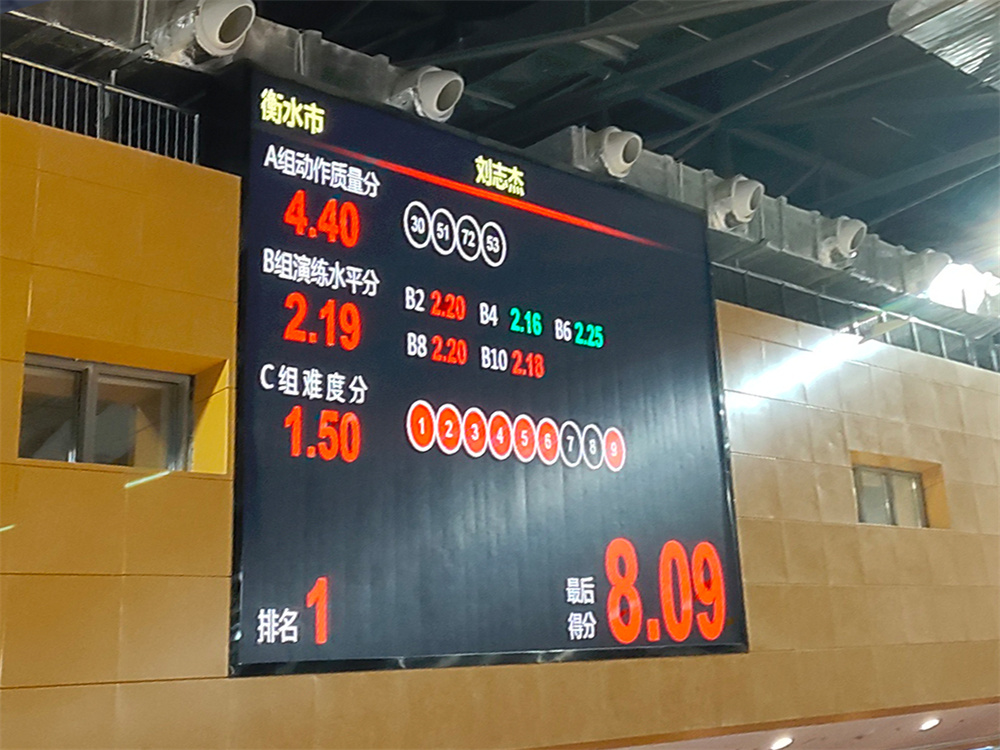 衡水市
刘志杰
A组动作质量分
4.40
30 51 72 53
B组演练水平分
2.19
B2 2.20 B4 2.16 B6 2.25
B8 2.20 B10 2.18
C组难度分
1.50
1 2 3 4 5 6 7 8 9
排名 1
最后
得分
8.09